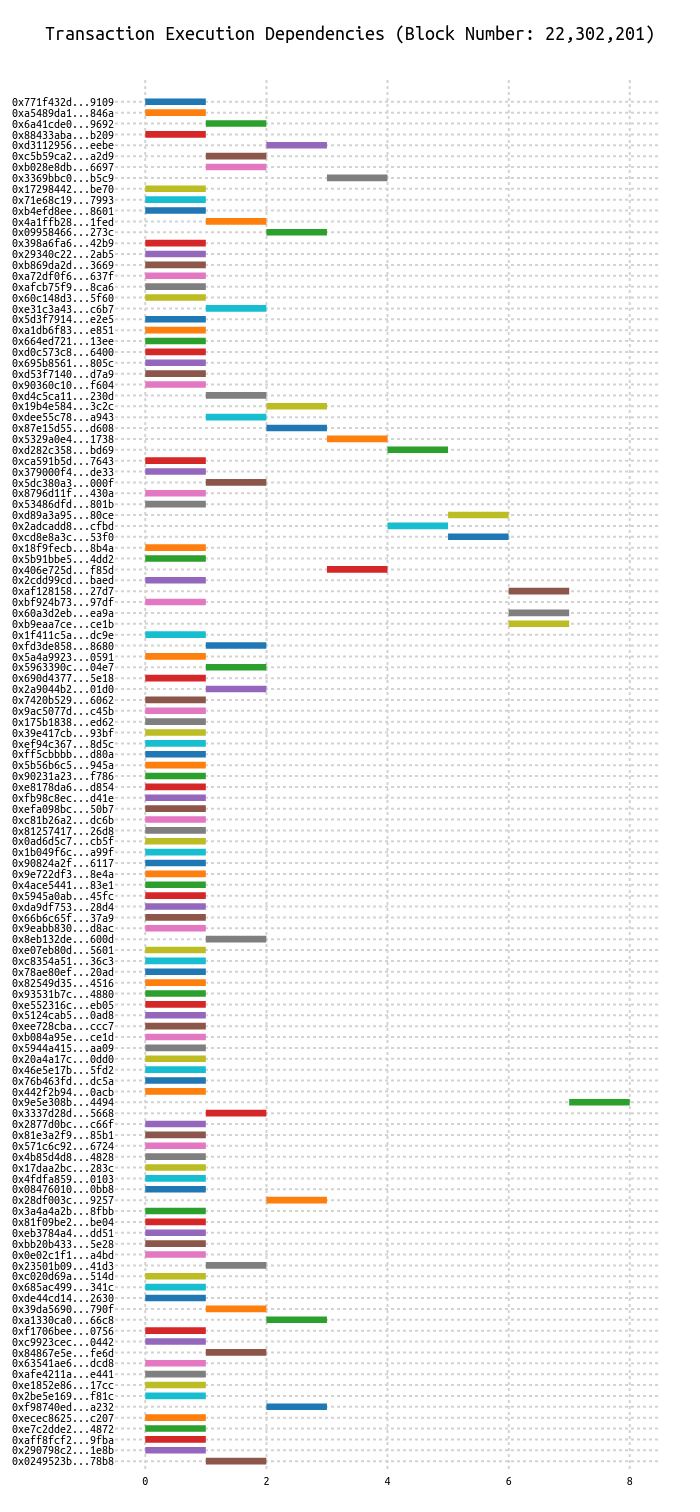 Transaction Execution Dependencies (Block Number: 22,302,201)
0x771f432d...9109
0xa5489da1...846a
0x6a41cde0...9692
0x88433aba...b209
0xd3112956...eebe
0xc5b59ca2...a2d9
0xb028e8db...6697
0x3369bbc0...b5c9
0x17298442...be70
0x71e68c19...7993
0xb4efd8ee...8601
0x4a1ffb28...1fed
0x09958466...273c
0x398a6fa6...42b9
0x29340c22...2ab5
0xb869da2d...3669
0xa72df0f6...637f
0xafcb75f9...8ca6
0x60c148d3...5f60
0xe31c3a43...c6b7
0x5d3f7914...e2e5
0xa1db6f83...e851
0x664ed721...13ee
0xd0c573c8...6400
0x695b8561...805c
0xd53f7140...d7a9
0x90360c10...f604
0xd4c5ca11...230d
0x19b4e584...3c2c
0xdee55c78...a943
0x87e15d55...d608
0x5329a0e4...1738
0xd282c358...bd69
0xca591b5d...7643
0x379000f4...de33
0x5dc380a3...000f
0x8796d11f...430a
0x53486dfd...801b
0xd89a3a95...80ce
0x2adcadd8...cfbd
0xcd8e8a3c...53f0
0x18f9fecb...8b4a
0x5b91bbe5...4dd2
0x406e725d...f85d
0x2cdd99cd...baed
0xaf128158...27d7
0xbf924b73...97df
0x60a3d2eb...ea9a
0xb9eaa7ce...ce1b
0x1f411c5a...dc9e
0xfd3de858...8680
0x5a4a9923...0591
0x5963390c...04e7
0x690d4377...5e18
0x2a9044b2...01d0
0x7420b529...6062
0x9ac5077d...c45b
0x175b1838...ed62
0x39e417cb...93bf
0xef94c367...8d5c
0xff5cbbbb...d80a
0x5b56b6c5...945a
0x90231a23...f786
0xe8178da6...d854
0xfb98c8ec...d41e
0xefa098bc...50b7
0xc81b26a2...dc6b
0x81257417...26d8
0x0ad6d5c7...cb5f
0x1b049f6c...a99f
0x90824a2f...6117
0x9e722df3...8e4a
0x4ace5441...83e1
0x5945a0ab...45fc
0xda9df753...28d4
0x66b6c65f...37a9
0x9eabb830...d8ac
0x8eb132de...600d
0xe07eb80d...5601
0xc8354a51...36c3
0x78ae80ef...20ad
0x82549d35...4516
0x93531b7c...4880
0xe552316c...eb05
0x5124cab5...0ad8
0xee728cba...ccc7
0xb084a95e...ce1d
0x5944a415...aa09
0x20a4a17c...0dd0
0x46e5e17b...5fd2
0x76b463fd...dc5a
0x442f2b94...0acb
0x9e5e308b...4494
0x3337d28d...5668
0x2877d0bc...c66f
0x81e3a2f9...85b1
0x571c6c92...6724
0x4b85d4d8...4828
0x17daa2bc...283c
0x4fdfa859...0103
0x08476010...0bb8
0x28df003c...9257
0x3a4a4a2b...8fbb
0x81f09be2...be04
0xeb3784a4...dd51
0xbb20b433...5e28
0x0e02c1f1...a4bd
0x23501b09...41d3
0xc020d69a...514d
0x685ac499...341c
0xde44cd14...2630
0x39da5690...790f
0xa1330ca0...66c8
0xf1706bee...0756
0xc9923cec...0442
0x84867e5e...fe6d
0x63541ae6...dcd8
0xafe4211a...e441
0xe1852e86...17cc
0x2be5e169...f81c
0xf98740ed...a232
0xecec8625...c207
0xe7c2dde2...4872
0xaff8fcf2...9fba
0x290798c2...1e8b
0x0249523b...78b8
0 2 4 6 8